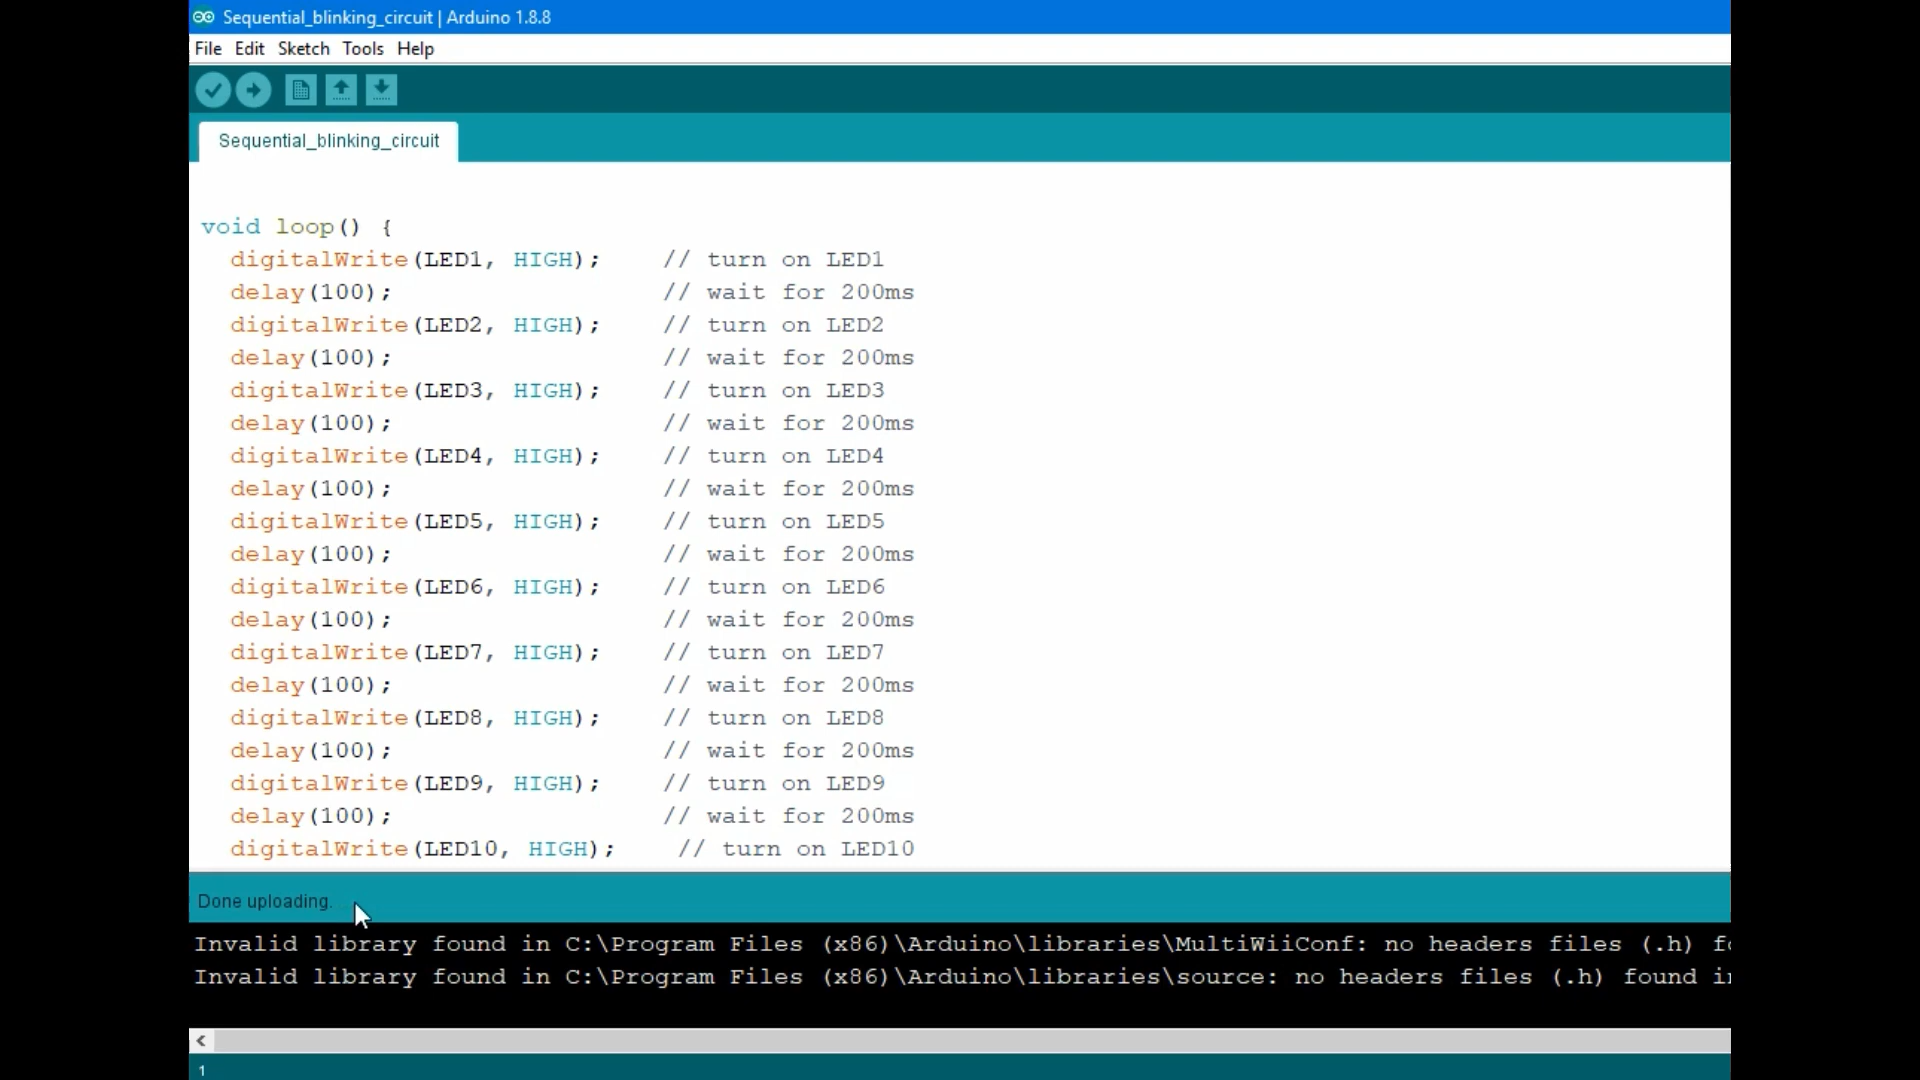 Sequential_blinking_circuit | Arduino 1.8.8
File Edit Sketch Tools Help
Sequential_blinking_circuit
void loop() {
  digitalWrite(LED1, HIGH);    // turn on LED1
  delay(100);                  // wait for 200ms
  digitalWrite(LED2, HIGH);    // turn on LED2
  delay(100);                  // wait for 200ms
  digitalWrite(LED3, HIGH);    // turn on LED3
  delay(100);                  // wait for 200ms
  digitalWrite(LED4, HIGH);    // turn on LED4
  delay(100);                  // wait for 200ms
  digitalWrite(LED5, HIGH);    // turn on LED5
  delay(100);                  // wait for 200ms
  digitalWrite(LED6, HIGH);    // turn on LED6
  delay(100);                  // wait for 200ms
  digitalWrite(LED7, HIGH);    // turn on LED7
  delay(100);                  // wait for 200ms
  digitalWrite(LED8, HIGH);    // turn on LED8
  delay(100);                  // wait for 200ms
  digitalWrite(LED9, HIGH);    // turn on LED9
  delay(100);                  // wait for 200ms
  digitalWrite(LED10, HIGH);    // turn on LED10
Done uploading.
Invalid library found in C:\Program Files (x86)\Arduino\libraries\MultiWiiConf: no headers files (.h)
Invalid library found in C:\Program Files (x86)\Arduino\libraries\source: no headers files (.h) found
1